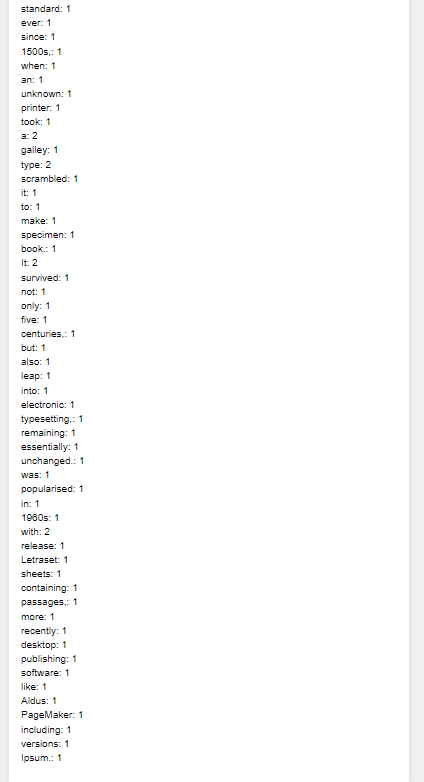 standard: 1
ever: 1
since: 1
1500s,: 1
when: 1
an: 1
unknown: 1
printer: 1
took: 1
a: 2
galley: 1
type: 2
scrambled: 1
it: 1
to: 1
make: 1
specimen: 1
book.: 1
It: 2
survived: 1
not: 1
only: 1
five: 1
centuries,: 1
but: 1
also: 1
leap: 1
into: 1
electronic: 1
typesetting,: 1
remaining: 1
essentially: 1
unchanged.: 1
was: 1
popularised: 1
in: 1
1960s: 1
with: 2
release: 1
Letraset: 1
sheets: 1
containing: 1
passages,: 1
more: 1
recently: 1
desktop: 1
publishing: 1
software: 1
like: 1
Aldus: 1
PageMaker: 1
including: 1
versions: 1
Ipsum.: 1